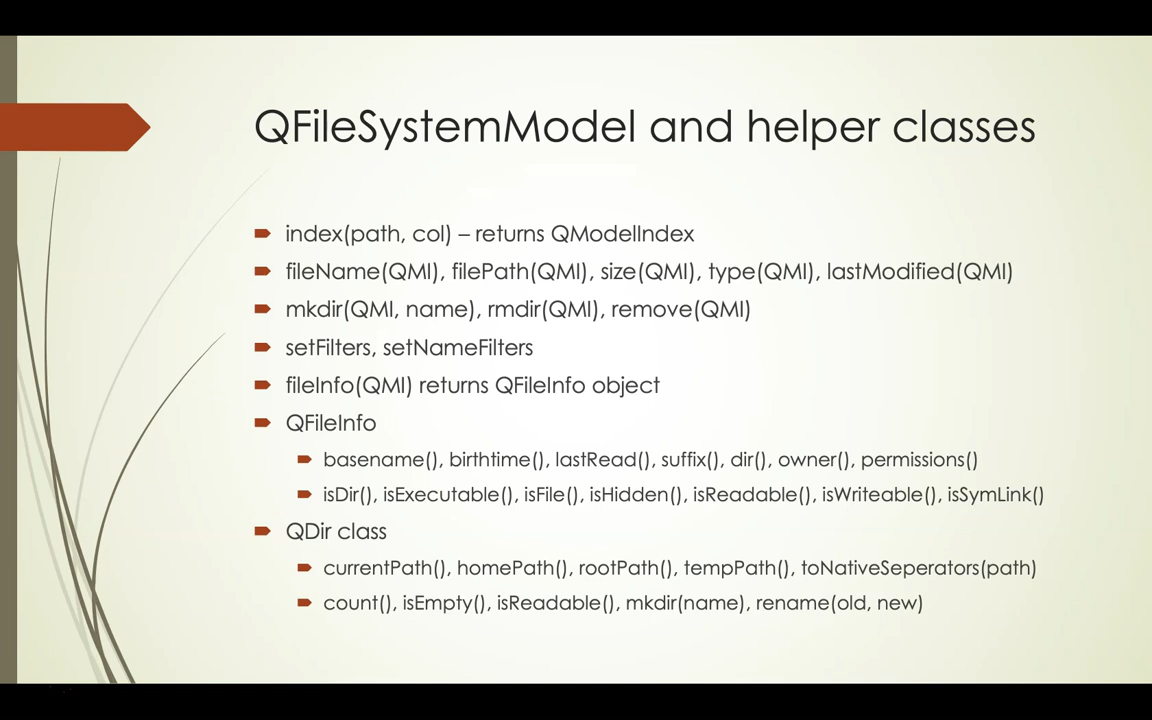 QFileSystemModel and helper classes
index(path, col) – returns QModelIndex
fileName(QMI), filePath(QMI), size(QMI), type(QMI), lastModified(QMI)
mkdir(QMI, name), rmdir(QMI), remove(QMI)
setFilters, setNameFilters
fileInfo(QMI) returns QFileInfo object
QFileInfo
basename(), birthtime(), lastRead(), suffix(), dir(), owner(), permissions()
isDir(), isExecutable(), isFile(), isHidden(), isReadable(), isWriteable(), isSymLink()
QDir class
currentPath(), homePath(), rootPath(), tempPath(), toNativeSeperators(path)
count(), isEmpty(), isReadable(), mkdir(name), rename(old, new)